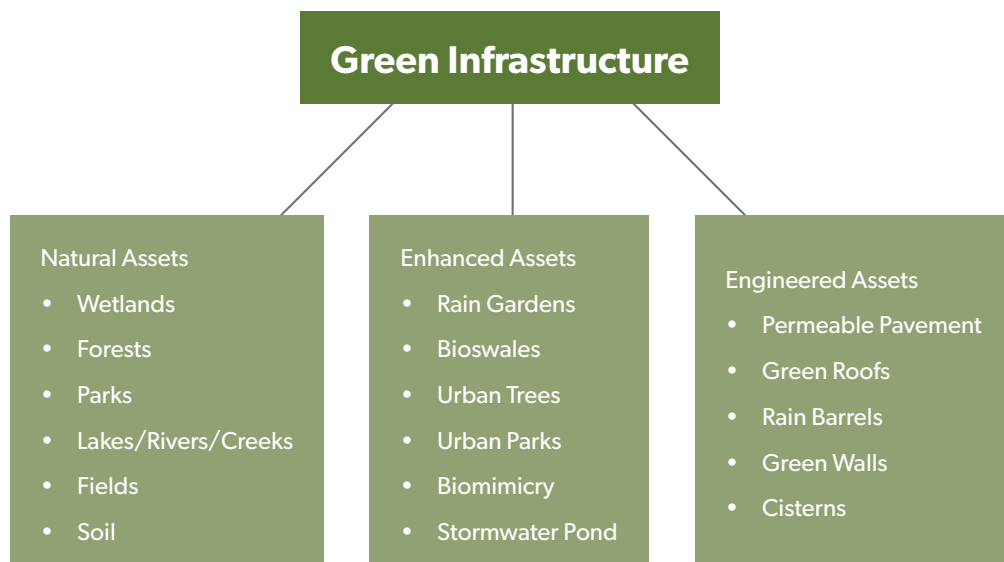 Green Infrastructure
Natural Assets
• Wetlands
• Forests
• Parks
• Lakes/Rivers/Creeks
• Fields
• Soil
Enhanced Assets
• Rain Gardens
• Bioswales
• Urban Trees
• Urban Parks
• Biomimicry
• Stormwater Pond
Engineered Assets
• Permeable Pavement
• Green Roofs
• Rain Barrels
• Green Walls
• Cisterns